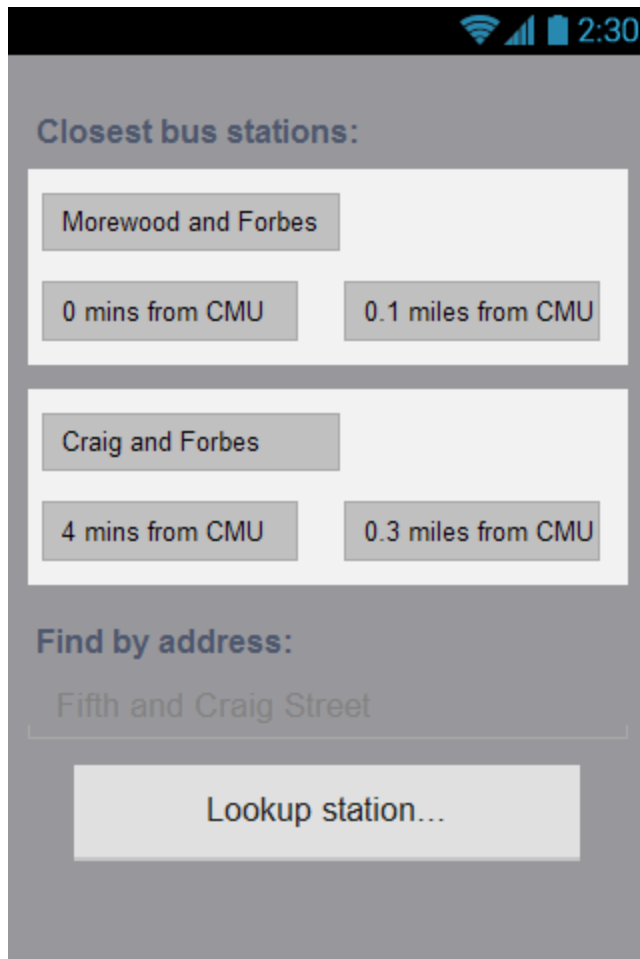 2:30
Closest bus stations:
Morewood and Forbes
0 mins from CMU 0.1 miles from CMU
Craig and Forbes
4 mins from CMU 0.3 miles from CMU
Find by address:
Fifth and Craig Street
Lookup station...